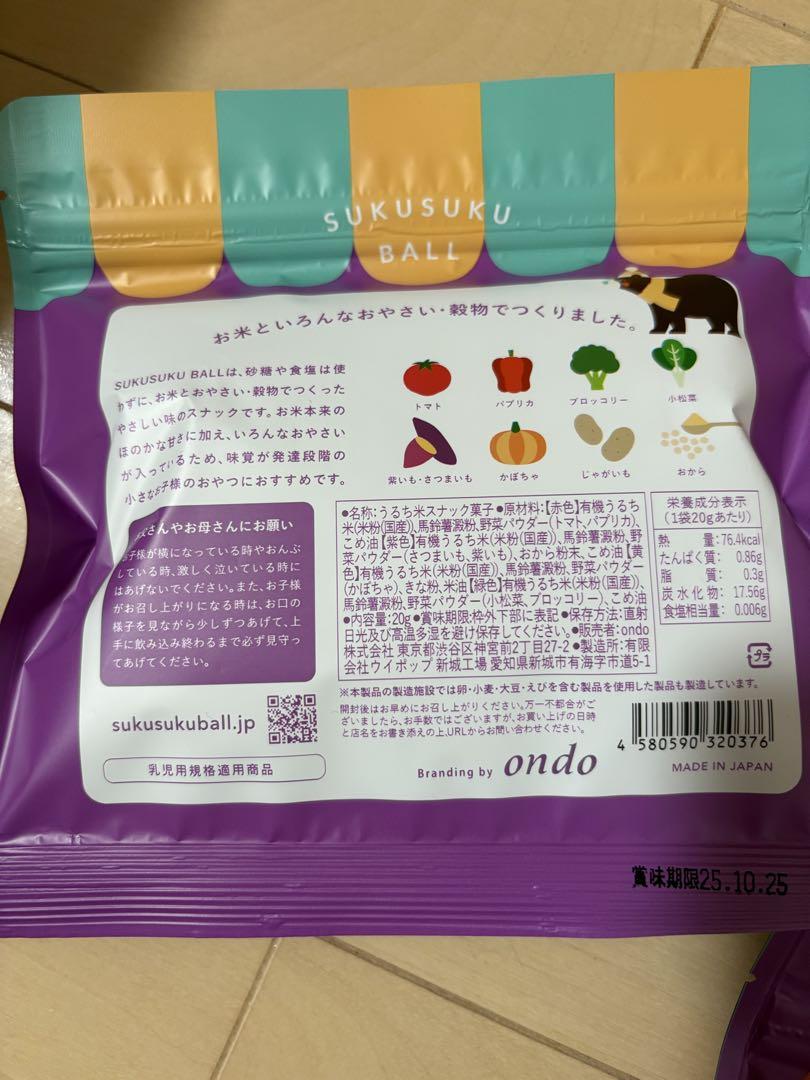 SUKUSUKU
BALL
お米といろんなおやさい・穀物でつくりました。
SUKUSUKU BALLは、砂糖や食塩は使
わずに、お米とおやさい・穀物でつくった
やさしい味のスナックです。お米本来の
ほのかな甘さに加え、いろんなおやさい
が入っているため、味覚が発達段階の
小さなお子様のおやつにおすすめです。
トマト
パプリカ
ブロッコリー
小松菜
紫いも・さつまいも
かぼちゃ
じゃがいも
おから
お父さんやお母さんにお願い
お子様が横になっている時やおんぶ
している時、激しく泣いている時に
はあげないでください。また、お子様
がお召し上がりになる時は、お口の
様子を見ながら少しずつあげて、上
手に飲み込み終わるまで必ず見守っ
てあげてください。
sukusukuball.jp
乳児用規格適用商品
●名称:うるち米スナック菓子●原材料:【赤色】有機うるち
米(米粉(国産))、馬鈴薯澱粉、野菜パウダー(トマト、パプリカ)、
こめ油【紫色】有機うるち米(米粉(国産))、馬鈴薯澱粉、野
菜パウダー(さつまいも、紫いも)、おから粉末、こめ油【黄
色】有機うるち米(米粉(国産))、馬鈴薯澱粉、野菜パウダー
(かぼちゃ)、きな粉、米油【緑色】有機うるち米(米粉(国産))、
馬鈴薯澱粉、野菜パウダー(小松菜、ブロッコリー)、こめ油
●内容量:20g●賞味期限:枠外下部に表記●保存方法:直射
日光及び高温多湿を避け保存してください。●販売者:ondo
株式会社 東京都渋谷区神宮前2丁目27-2●製造所:有限
会社ウイポップ 新城工場 愛知県新城市有海字市道5-1
栄養成分表示
(1袋20gあたり)
熱量:76.4kcal
たんぱく質:0.86g
脂質:0.3g
炭水化物:17.56g
食塩相当量:0.006g
プラ
※本製品の製造施設では卵・小麦・大豆・えびを含む製品を使用した製品も製造しています。
開封後はお早めにお召し上がりください。万一不都合がご
ざいましたら、お手数ではございますが、お買い上げの日時
と店名をお書き添えの上、URLからお問い合わせください。
Branding by ondo
4 580590 320376
MADE IN JAPAN
賞味期限25.10.25